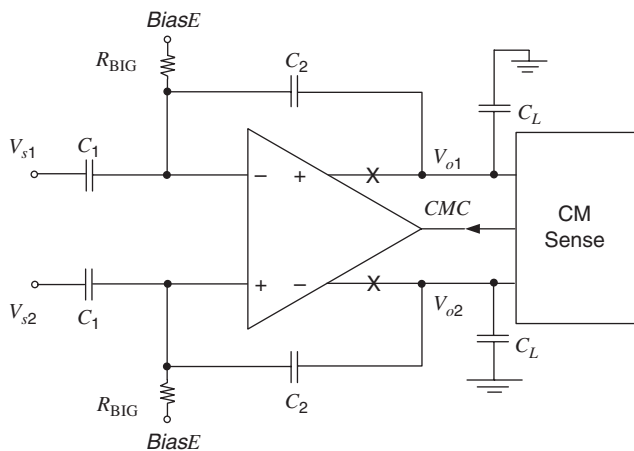 BiasE
R_BIG
C_2
C_L
V_s1
C_1
− +
V_o1
CMC
CM
Sense
+ −
V_s2
C_1
V_o2
C_L
R_BIG
C_2
BiasE